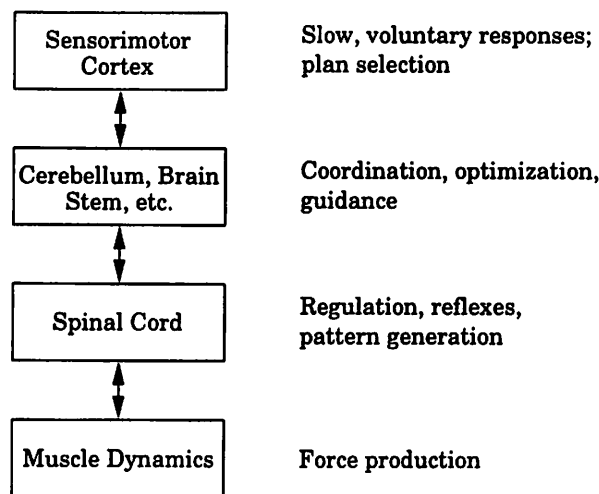 Sensorimotor
Cortex
Slow, voluntary responses;
plan selection
Cerebellum, Brain
Stem, etc.
Coordination, optimization,
guidance
Spinal Cord
Regulation, reflexes,
pattern generation
Muscle Dynamics
Force production